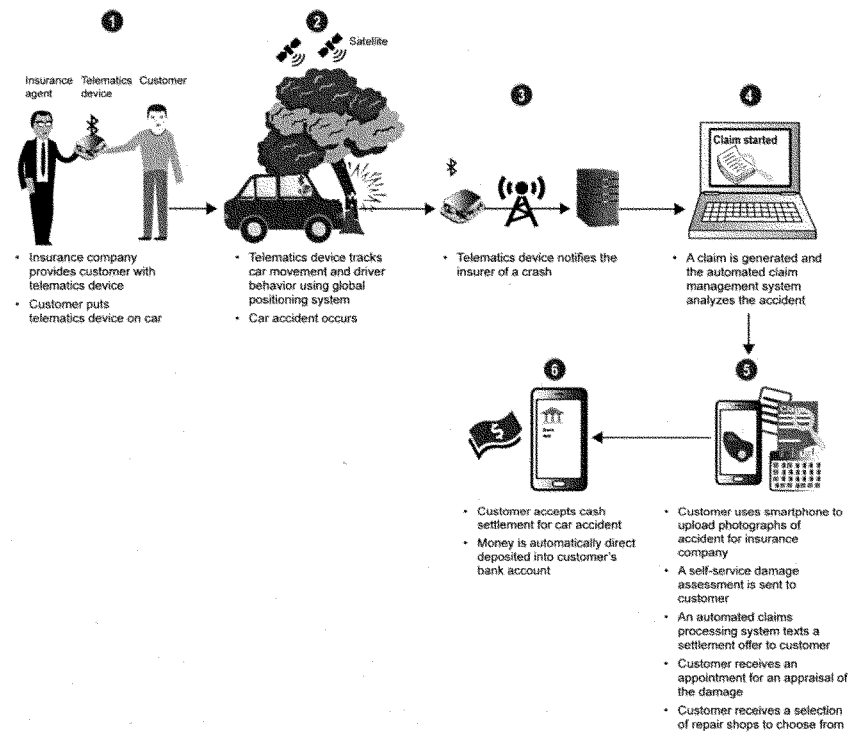 1
Insurance agent
Telematics device
Customer
• Insurance company
provides customer with
telematics device
• Customer puts
telematics device on car
2
Satellite
• Telematics device tracks
car movement and driver
behavior using global
positioning system
• Car accident occurs
3
• Telematics device notifies the
insurer of a crash
4
Claim started
• A claim is generated and
the automated claim
management system
analyzes the accident
5
• Customer uses smartphone to
upload photographs of
accident for insurance
company
• A self-service damage
assessment is sent to
customer
• An automated claims
processing system texts a
settlement offer to customer
• Customer receives an
appointment for an appraisal of
the damage
• Customer receives a selection
of repair shops to choose from
6
$
• Customer accepts cash
settlement for car accident
• Money is automatically direct
deposited into customer's
bank account